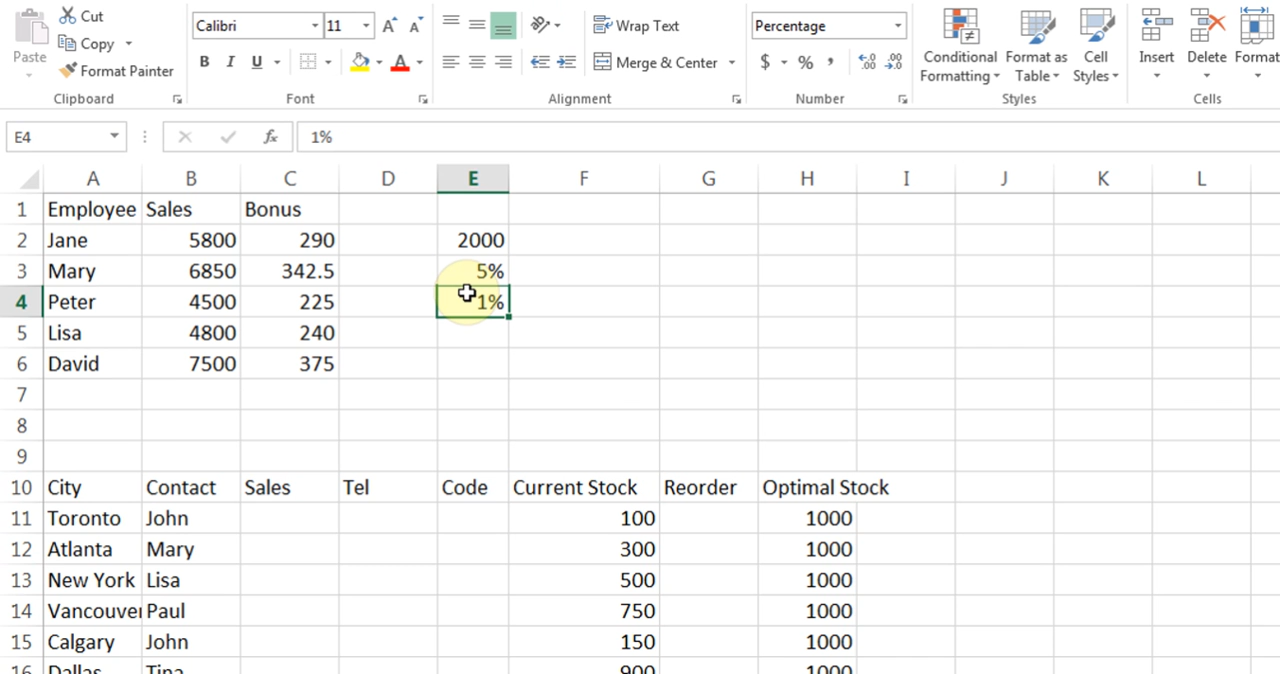 Cut
Copy
Format Painter
Paste
Clipboard
Calibri 11 A A
B I U A
Font
Wrap Text
Merge & Center
Alignment
Percentage
$ % , .00 .00
Number
Conditional Formatting
Format as Table
Cell Styles
Styles
Insert Delete Format
Cells
E4 fx 1%
A B C D E F G H I J K L
1 Employee Sales Bonus
2 Jane 5800 290 2000
3 Mary 6850 342.5 5%
4 Peter 4500 225 1%
5 Lisa 4800 240
6 David 7500 375
7
8
9
10 City Contact Sales Tel Code Current Stock Reorder Optimal Stock
11 Toronto John 100 1000
12 Atlanta Mary 300 1000
13 New York Lisa 500 1000
14 Vancouver Paul 750 1000
15 Calgary John 150 1000
16 Dallas Tina 900 1000